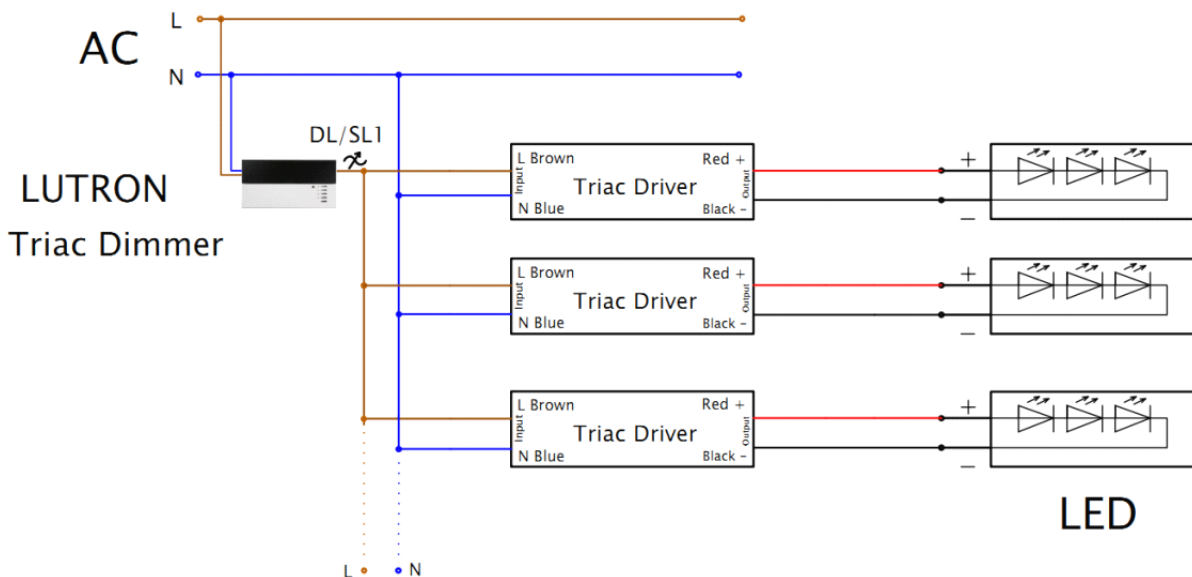 L
AC
N
DL/SL1
LUTRON
Triac Dimmer
L Brown
Red +
Input
Triac Driver
Output
N Blue
Black -
+
–
L Brown
Red +
Input
Triac Driver
Output
N Blue
Black -
+
–
L Brown
Red +
Input
Triac Driver
Output
N Blue
Black -
+
–
LED
L
N